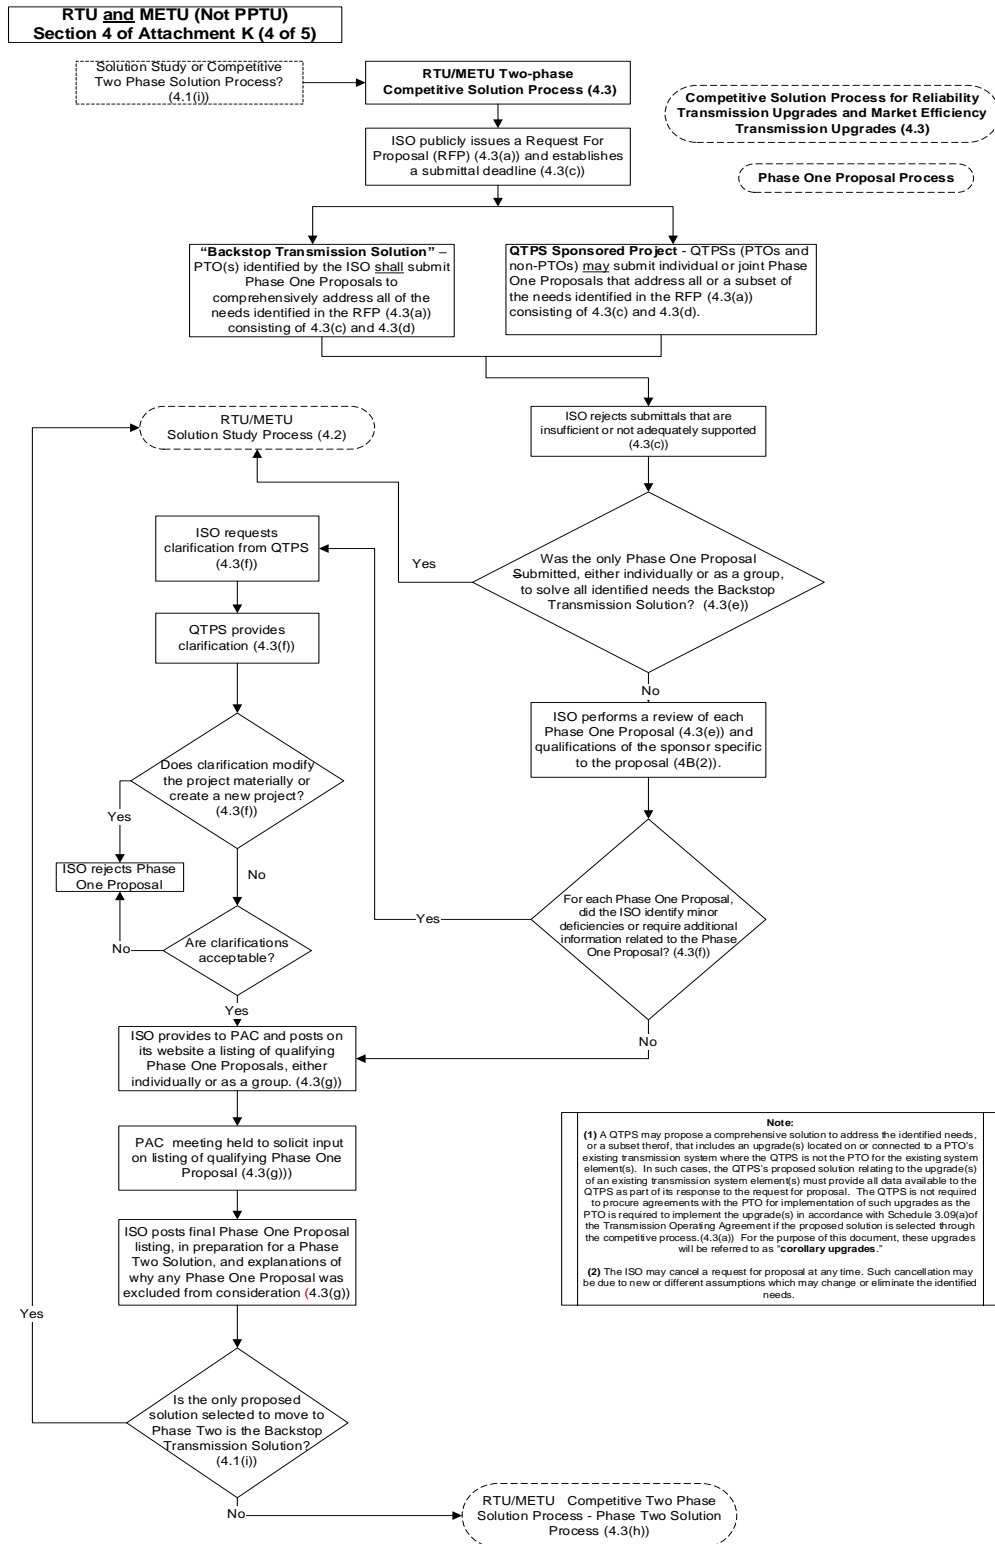 RTU and METU (Not PPTU)
Section 4 of Attachment K (4 of 5)
Solution Study or Competitive
Two Phase Solution Process?
(4.1(i))
RTU/METU Two-phase
Competitive Solution Process (4.3)
Competitive Solution Process for Reliability
Transmission Upgrades and Market Efficiency
Transmission Upgrades (4.3)
ISO publicly issues a Request For
Proposal (RFP) (4.3(a)) and establishes
a submittal deadline (4.3(c))
Phase One Proposal Process
“Backstop Transmission Solution” –
PTO(s) identified by the ISO shall submit
Phase One Proposals to
comprehensively address all of the
needs identified in the RFP (4.3(a))
consisting of 4.3(c) and 4.3(d)
QTPS Sponsored Project - QTPSs (PTOs and
non-PTOs) may submit individual or joint Phase
One Proposals that address all or a subset of
the needs identified in the RFP (4.3(a))
consisting of 4.3(c) and 4.3(d).
RTU/METU
Solution Study Process (4.2)
ISO rejects submittals that are
insufficient or not adequately supported
(4.3(c))
ISO requests
clarification from QTPS
(4.3(f))
Yes
Was the only Phase One Proposal
Submitted, either individually or as a group,
to solve all identified needs the Backstop
Transmission Solution? (4.3(e))
QTPS provides
clarification (4.3(f))
No
ISO performs a review of each
Phase One Proposal (4.3(e)) and
qualifications of the sponsor specific
to the proposal (4B(2)).
Does clarification modify
the project materially or
create a new project?
(4.3(f))
Yes
ISO rejects Phase
One Proposal
No
For each Phase One Proposal,
did the ISO identify minor
deficiencies or require additional
information related to the Phase
One Proposal? (4.3(f))
Yes
No
Are clarifications
acceptable?
Yes
No
ISO provides to PAC and posts on
its website a listing of qualifying
Phase One Proposals, either
individually or as a group. (4.3(g))
PAC meeting held to solicit input
on listing of qualifying Phase One
Proposal (4.3(g)))
Note:
(1) A QTPS may propose a comprehensive solution to address the identified needs,
or a subset therof, that includes an upgrade(s) located on or connected to a PTO’s
existing transmission system where the QTPS is not the PTO for the existing system
element(s). In such cases, the QTPS’s proposed solution relating to the upgrade(s)
of an existing transmission system element(s) must provide all data available to the
QTPS as part of its response to the request for proposal. The QTPS is not required
to procure agreements with the PTO for implementation of such upgrades as the
PTO is required to implement the upgrade(s) in accordance with Schedule 3.09(a)of
the Transmission Operating Agreement if the proposed solution is selected through
the competitive process.(4.3(a)) For the purpose of this document, these upgrades
will be referred to as “corollary upgrades.”
(2) The ISO may cancel a request for proposal at any time. Such cancellation may
be due to new or different assumptions which may change or eliminate the identified
needs.
ISO posts final Phase One Proposal
listing, in preparation for a Phase
Two Solution, and explanations of
why any Phase One Proposal was
excluded from consideration (4.3(g))
Yes
Is the only proposed
solution selected to move to
Phase Two is the Backstop
Transmission Solution?
(4.1(i))
No
RTU/METU Competitive Two Phase
Solution Process - Phase Two Solution
Process (4.3(h))